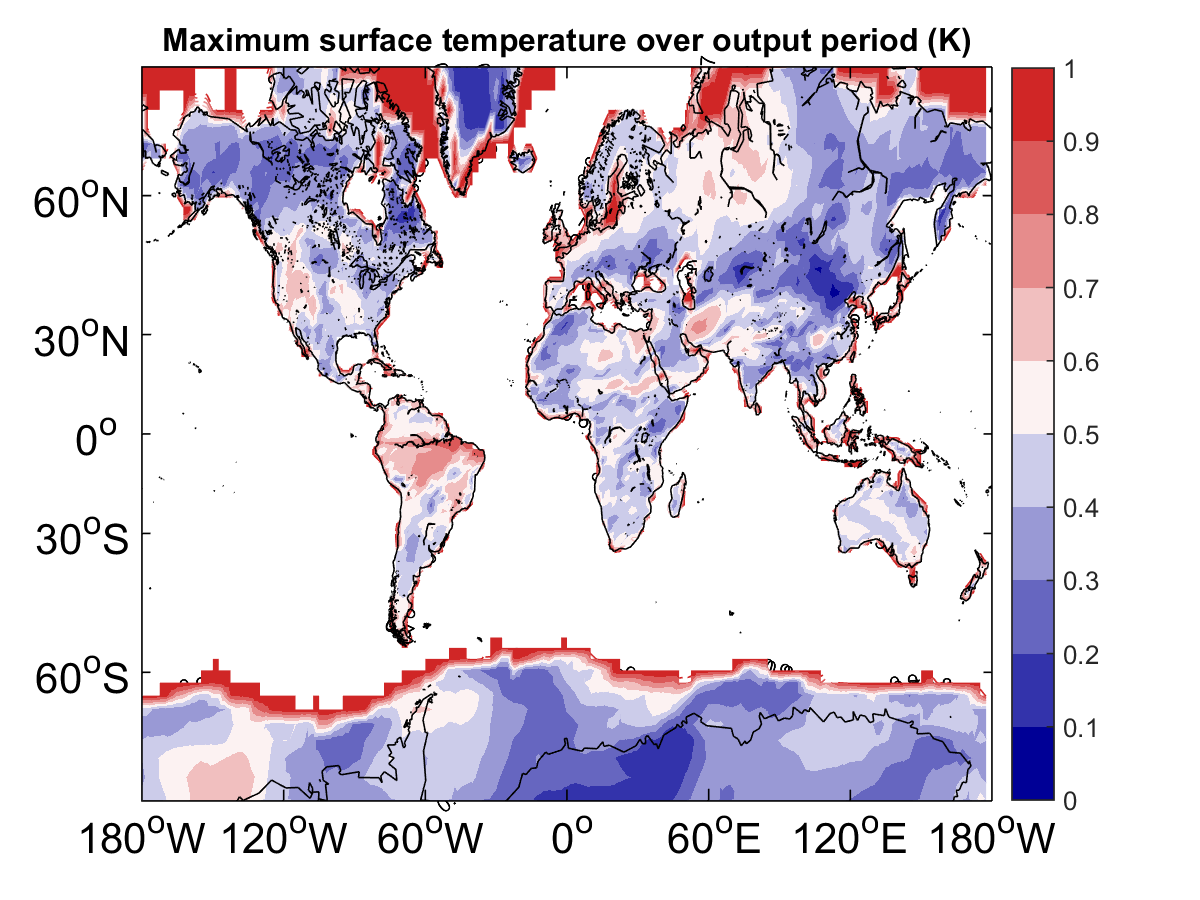 Maximum surface temperature over output period (K)
60°N
30°N
0°
30°S
60°S
180°W 120°W 60°W 0° 60°E 120°E 180°W
1
0.9
0.8
0.7
0.6
0.5
0.4
0.3
0.2
0.1
0